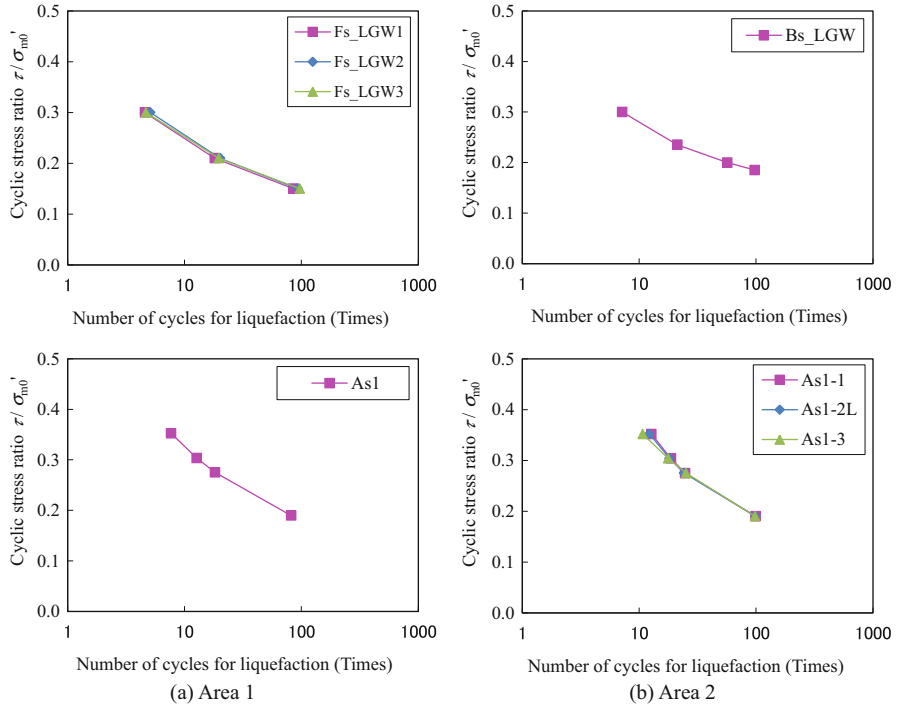 Cyclic stress ratio τ/σm0'
0.5
0.4
0.3
0.2
0.1
0.0
Fs_LGW1
Fs_LGW2
Fs_LGW3
1 10 100 1000
Number of cycles for liquefaction (Times)
Cyclic stress ratio τ/σm0'
0.5
0.4
0.3
0.2
0.1
0.0
Bs_LGW
1 10 100 1000
Number of cycles for liquefaction (Times)
Cyclic stress ratio τ/σm0'
0.5
0.4
0.3
0.2
0.1
0.0
As1
1 10 100 1000
Number of cycles for liquefaction (Times)
(a) Area 1
Cyclic stress ratio τ/σm0'
0.5
0.4
0.3
0.2
0.1
0.0
As1-1
As1-2L
As1-3
1 10 100 1000
Number of cycles for liquefaction (Times)
(b) Area 2